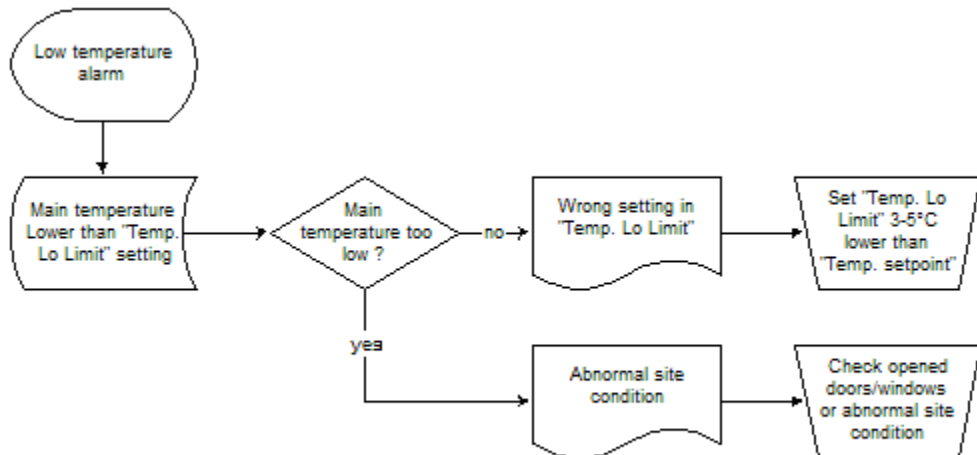 Low temperature
alarm
Main temperature
Lower than "Temp.
Lo Limit" setting
Main
temperature too
low ?
no
Wrong setting in
"Temp. Lo Limit"
Set "Temp. Lo
Limit" 3-5°C
lower than
"Temp. setpoint"
yes
Abnormal site
condition
Check opened
doors/windows
or abnormal site
condition